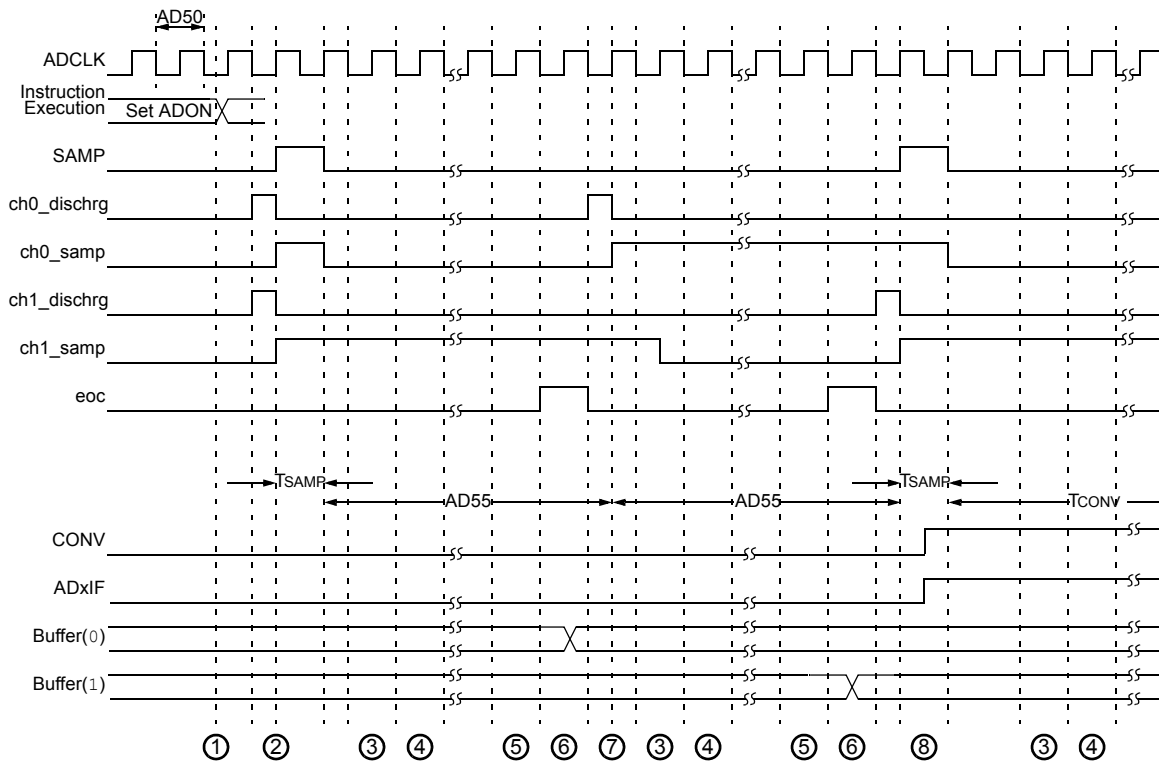 AD50
ADCLK
Instruction
Execution
Set ADON
SAMP
ch0_dischrg
ch0_samp
ch1_dischrg
ch1_samp
eoc
TSAMP TSAMP
AD55 AD55 TCONV
CONV
ADxIF
Buffer(0)
Buffer(1)
① ② ③ ④ ⑤ ⑥ ⑦ ③ ④ ⑤ ⑥ ⑧ ③ ④